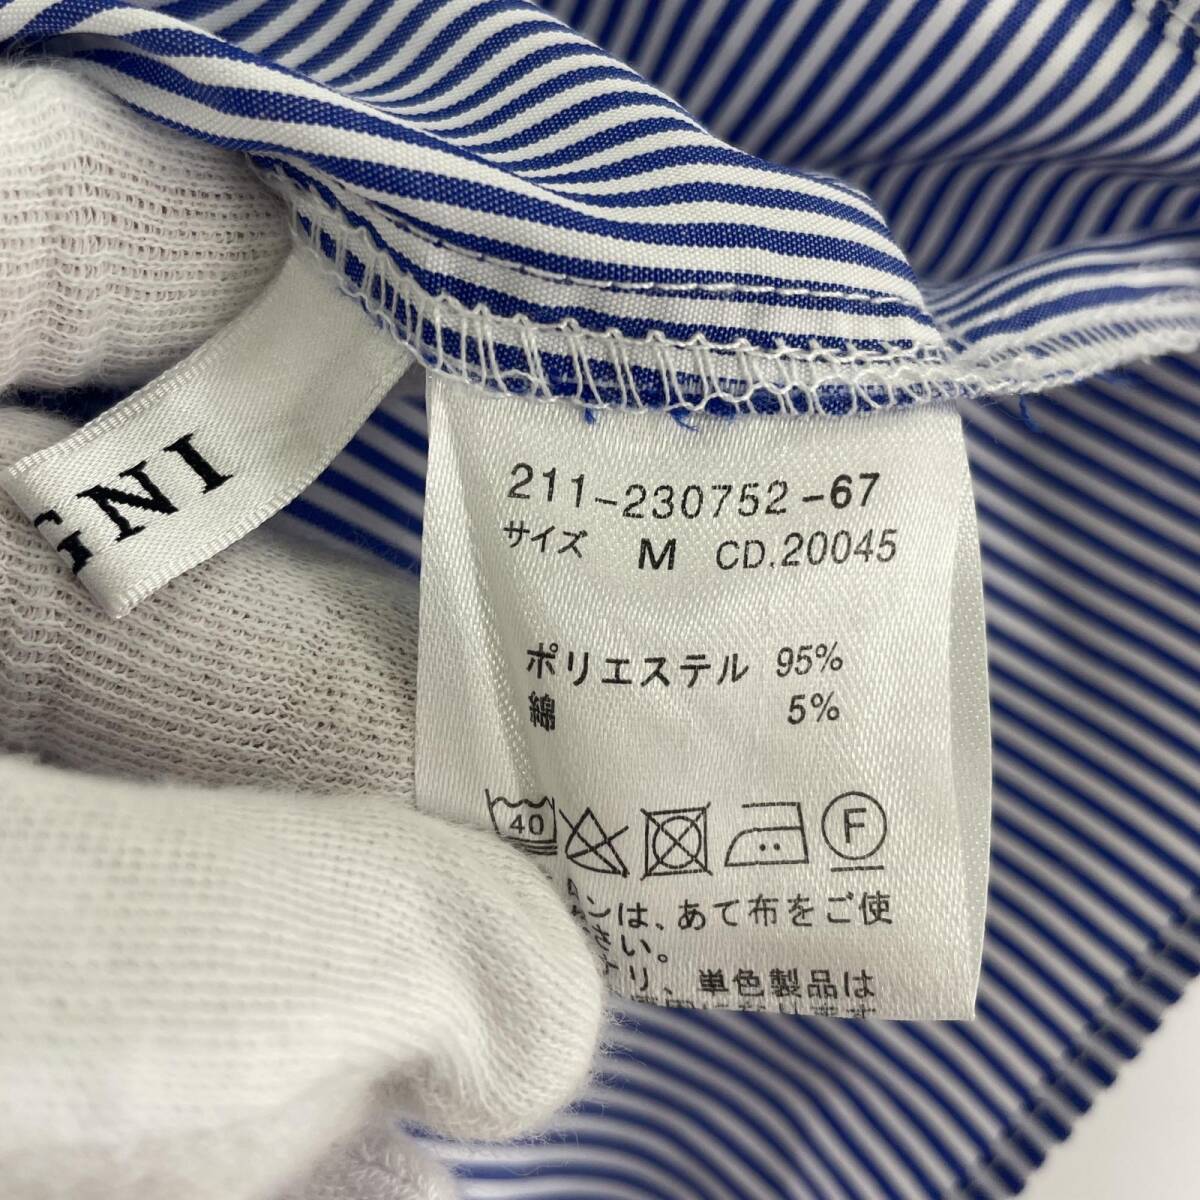 GNI
211-230752-67
サイズ M CD.20045
ポリエステル 95%
綿 5%
40 F
ンは、あて布をご使
さい。
リ、単色製品は